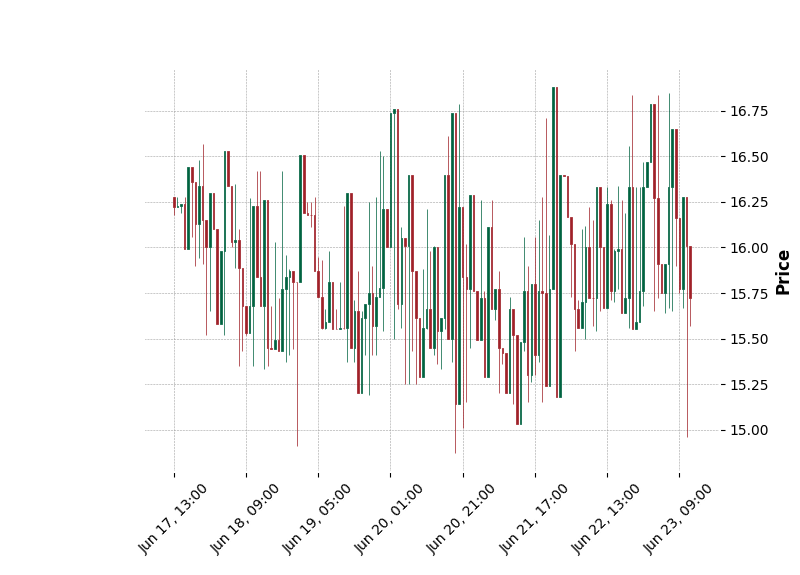 16.75
16.50
16.25
16.00
15.75
15.50
15.25
15.00
Price
Jun 17, 13:00
Jun 18, 09:00
Jun 19, 05:00
Jun 20, 01:00
Jun 20, 21:00
Jun 21, 17:00
Jun 22, 13:00
Jun 23, 09:00